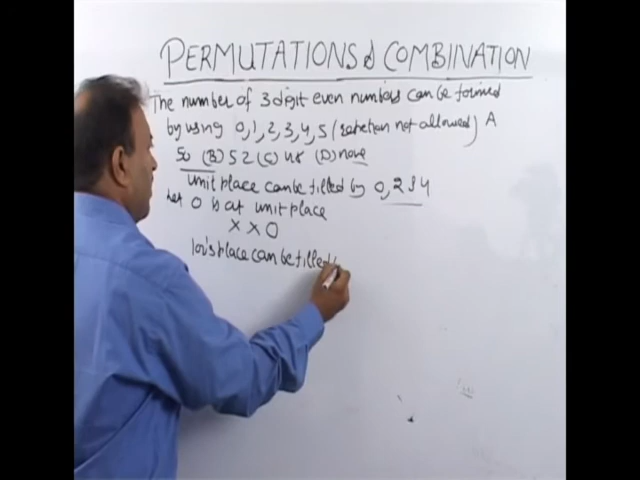 PERMUTATIONS & COMBINATION
The number of 3 digit even numbers can be formed
by using 0,1,2,3,4,5 (repetition not allowed) A
50 (B) 52 (C) (D) none
unit place can be filled by 0, 2 & 4
let 0 is at unit place
X X 0
10's place can be filled